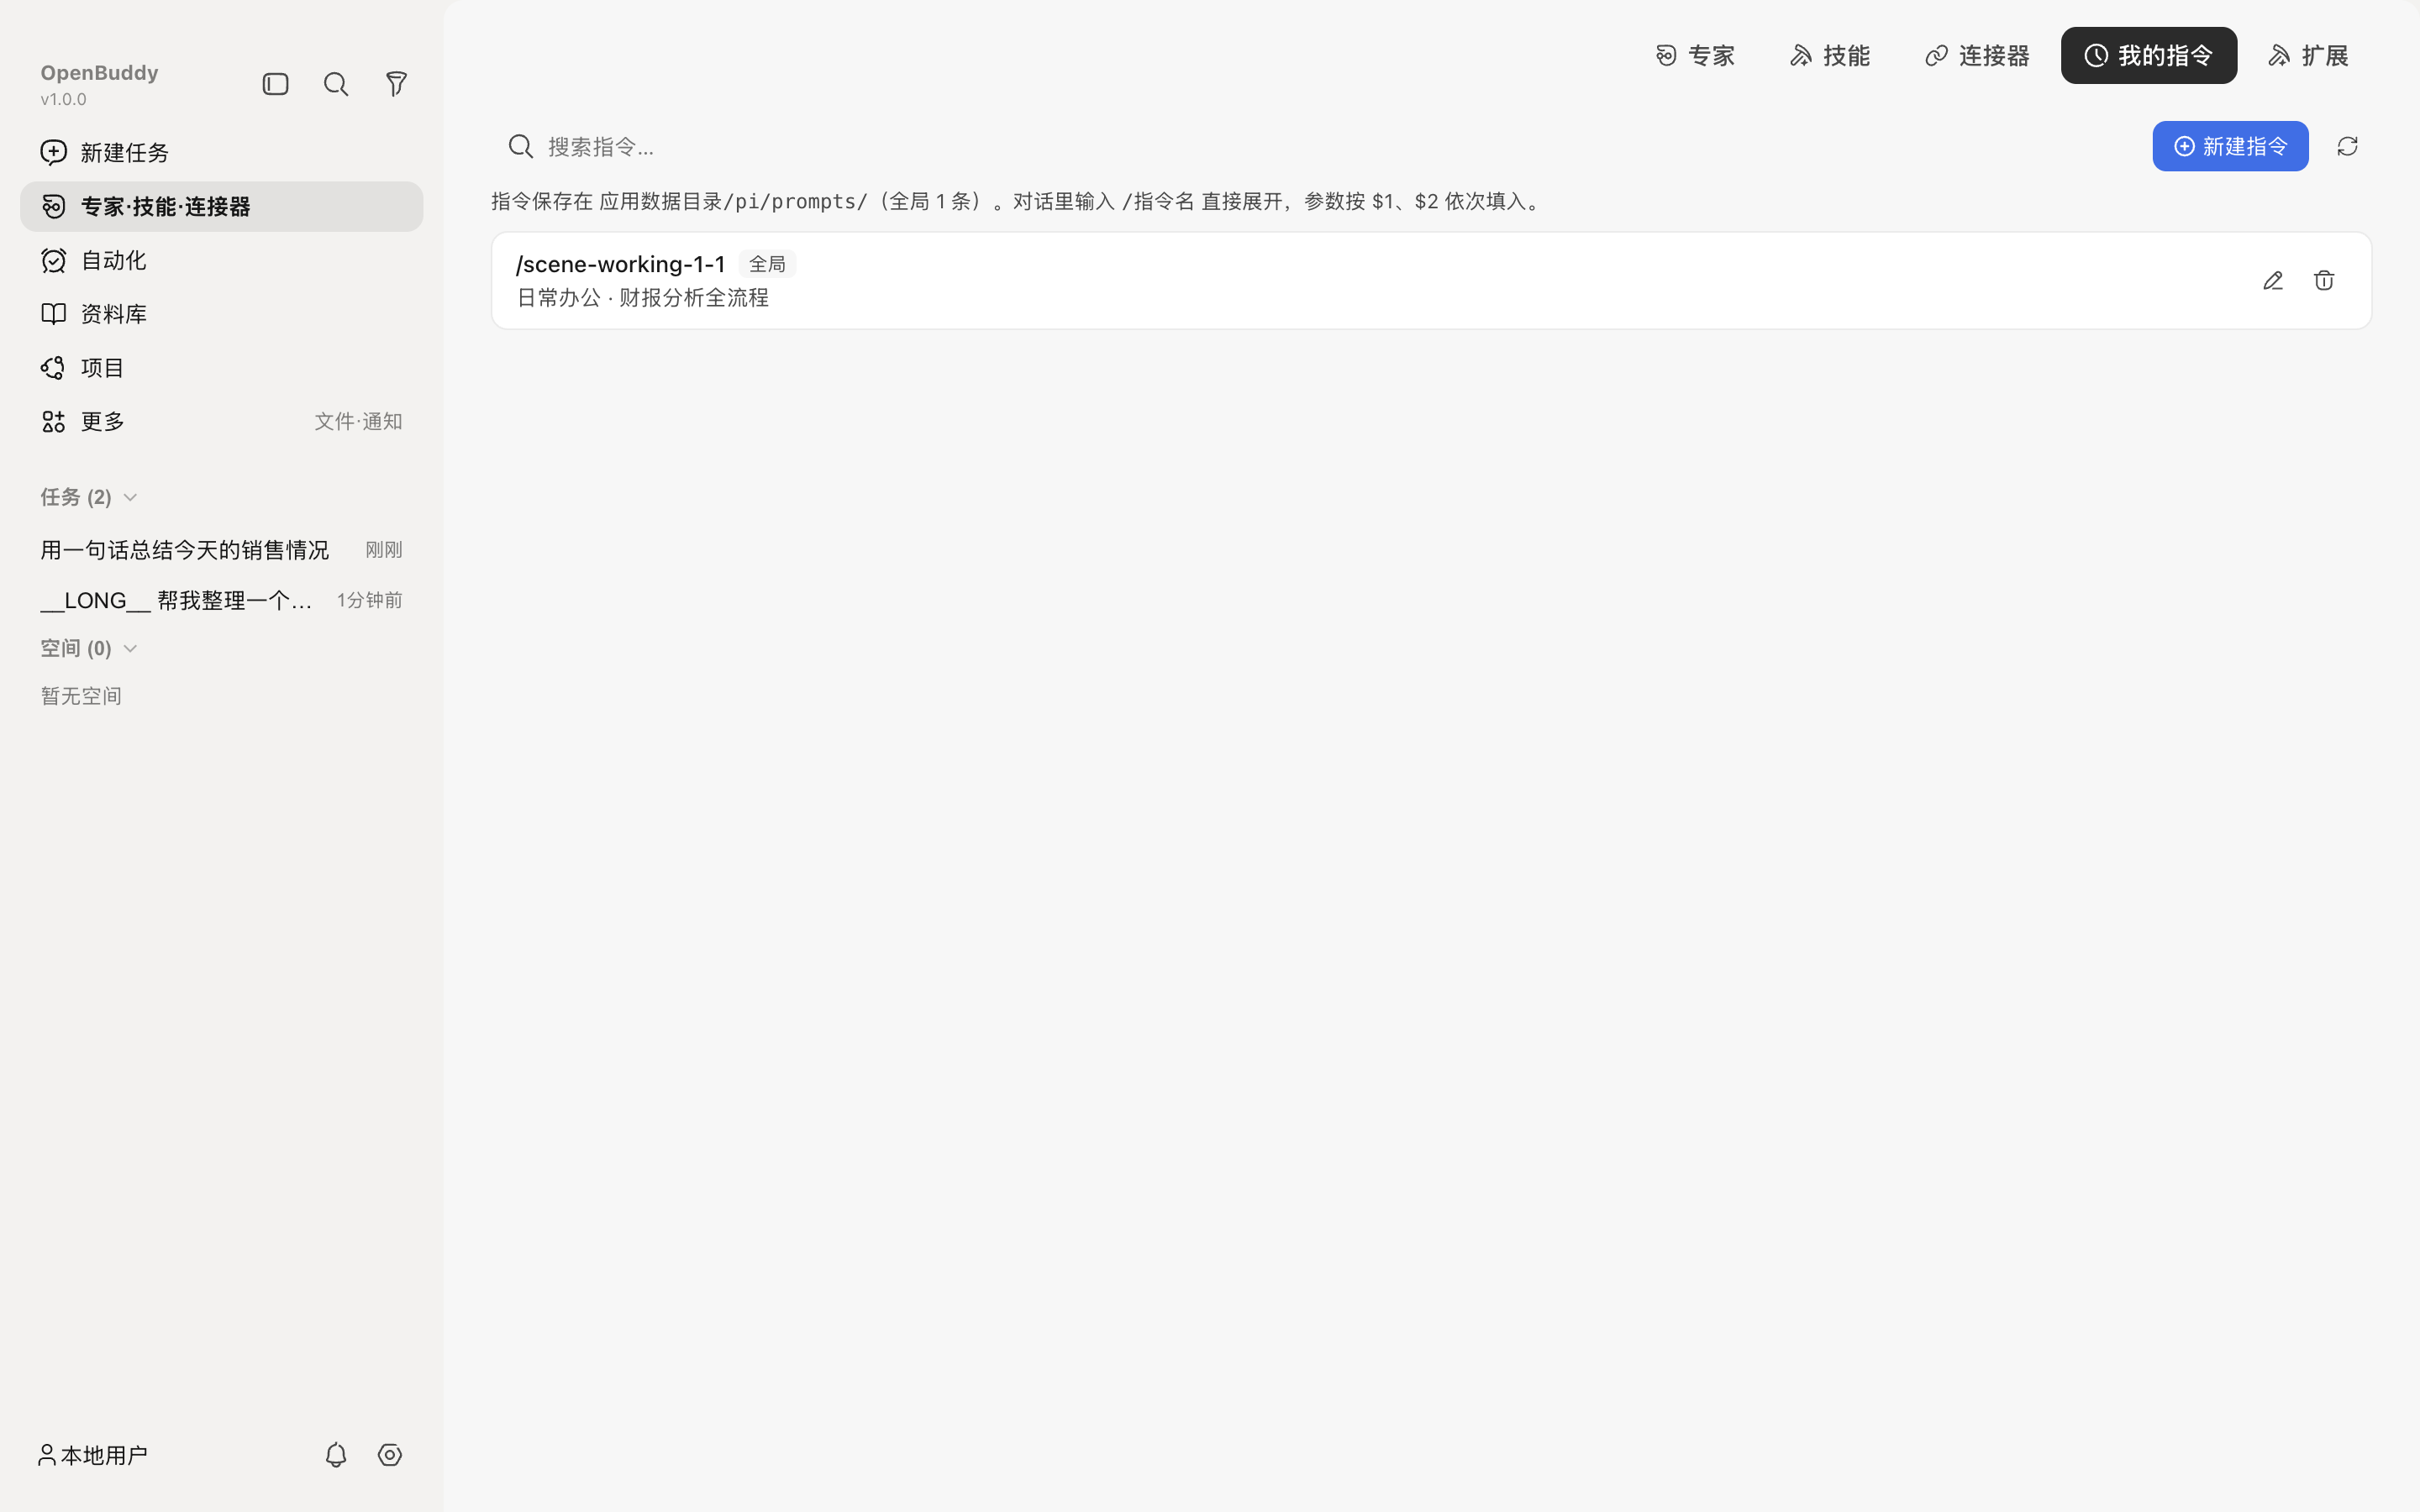 OpenBuddy
v1.0.0
新建任务
专家·技能·连接器
自动化
资料库
项目
更多 文件·通知
任务 (2)
用一句话总结今天的销售情况 刚刚
__LONG__ 帮我整理一个... 1分钟前
空间 (0)
暂无空间
本地用户
专家 技能 连接器 我的指令 扩展
搜索指令... 新建指令
指令保存在 应用数据目录/pi/prompts/（全局 1 条）。对话里输入 /指令名 直接展开，参数按 $1、$2 依次填入。
/scene-working-1-1 全局
日常办公 · 财报分析全流程